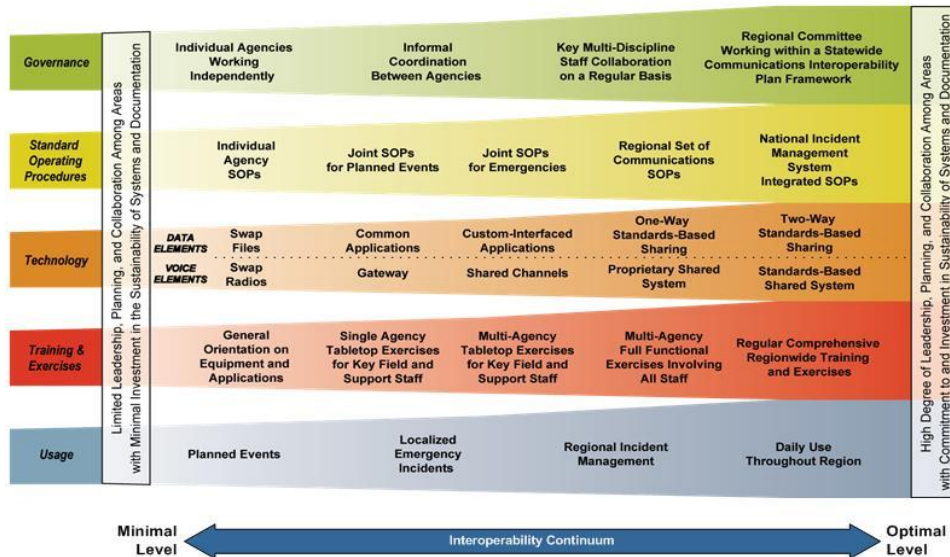 Governance
Limited Leadership, Planning, and Collaboration Among Areas
with Minimal Investment in the Sustainability of Systems and Documentation
Individual Agencies
Working
Independently
Informal
Coordination
Between Agencies
Key Multi-Discipline
Staff Collaboration
on a Regular Basis
Regional Committee
Working within a Statewide
Communications Interoperability
Plan Framework
High Degree of Leadership, Planning, and Collaboration Among Areas
with Commitment to and Investment in Sustainability of Systems and Documentation
Standard
Operating
Procedures
Individual
Agency
SOPs
Joint SOPs
for Planned Events
Joint SOPs
for Emergencies
Regional Set of
Communications
SOPs
National Incident
Management
System
Integrated SOPs
Technology
DATA
ELEMENTS
Swap
Files
Common
Applications
Custom-Interfaced
Applications
One-Way
Standards-Based
Sharing
Two-Way
Standards-Based
Sharing
VOICE
ELEMENTS
Swap
Radios
Gateway
Shared Channels
Proprietary Shared
System
Standards-Based
Shared System
Training &
Exercises
General
Orientation on
Equipment and
Applications
Single Agency
Tabletop Exercises
for Key Field and
Support Staff
Multi-Agency
Tabletop Exercises
for Key Field and
Support Staff
Multi-Agency
Full Functional
Exercises Involving
All Staff
Regular Comprehensive
Regionwide Training
and Exercises
Usage
Planned Events
Localized
Emergency
Incidents
Regional Incident
Management
Daily Use
Throughout Region
Minimal
Level
Interoperability Continuum
Optimal
Level